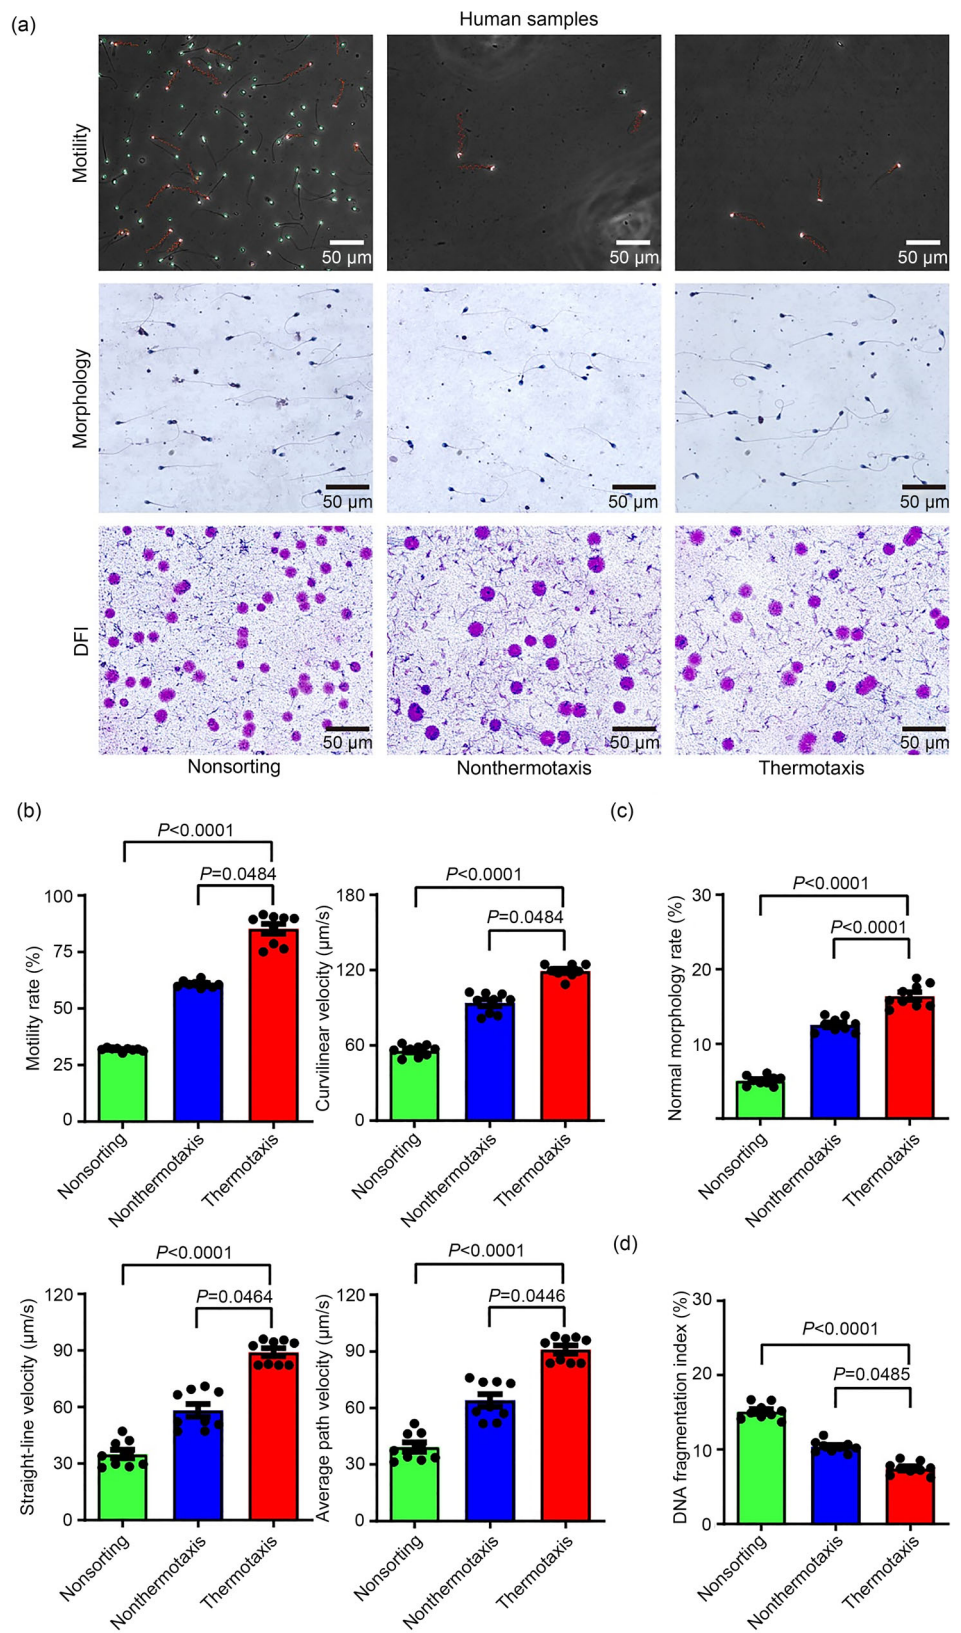 (a)
Human samples
Motility
50 μm
50 μm
50 μm
Morphology
50 μm
50 μm
50 μm
DFI
50 μm
50 μm
50 μm
Nonsorting
Nonthermotaxis
Thermotaxis
(b)
P<0.0001
P=0.0484
Motility rate (%)
100
75
50
25
0
Nonsorting
Nonthermotaxis
Thermotaxis
P<0.0001
P=0.0484
Curvilinear velocity (μm/s)
180
120
60
0
Nonsorting
Nonthermotaxis
Thermotaxis
(c)
P<0.0001
P<0.0001
Normal morphology rate (%)
30
20
10
Nonsorting
Nonthermotaxis
Thermotaxis
P<0.0001
P=0.0464
Straight-line velocity (μm/s)
120
90
60
30
0
Nonsorting
Nonthermotaxis
Thermotaxis
P<0.0001
P=0.0446
Average path velocity (μm/s)
120
90
60
30
0
Nonsorting
Nonthermotaxis
Thermotaxis
(d)
P<0.0001
P=0.0485
DNA fragmentation index (%)
30
20
10
0
Nonsorting
Nonthermotaxis
Thermotaxis